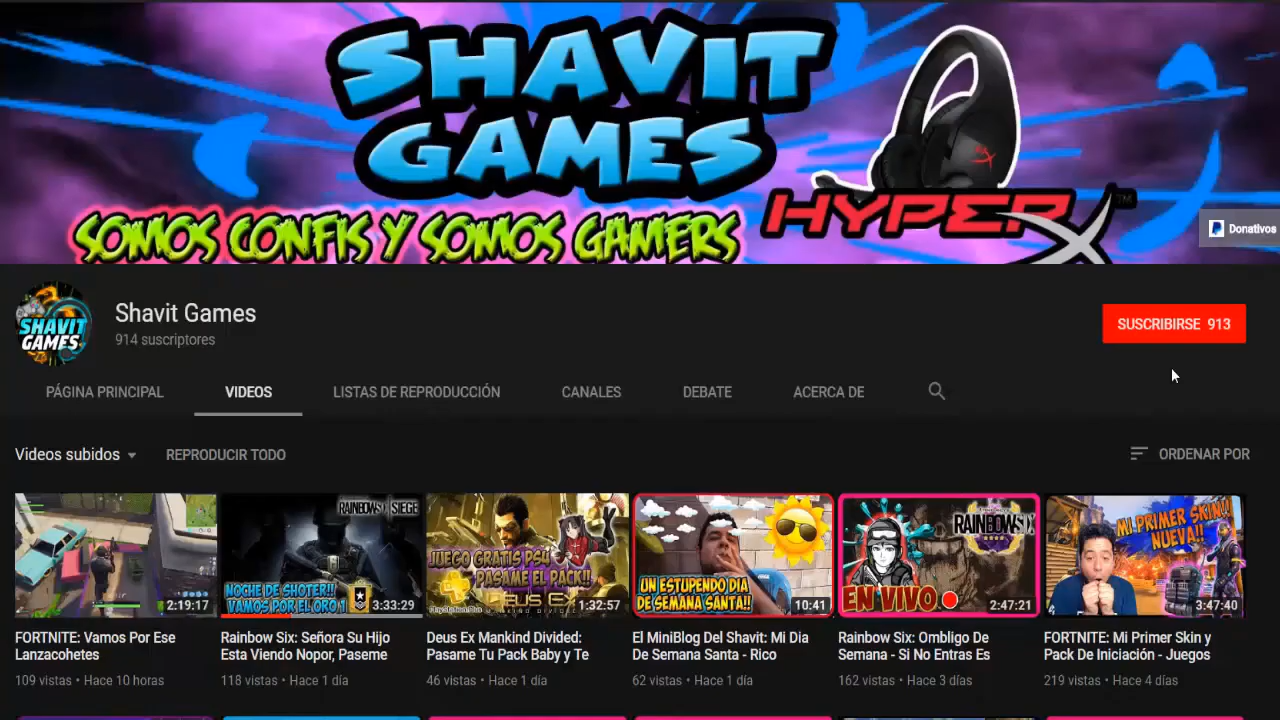 SHAVIT
GAMES
SOMOS CONFIS Y SOMOS GAMERS
HYPERX
TM
Donativos
SHAVIT
GAMES
Shavit Games
914 suscriptores
SUSCRIBIRSE 913
PÁGINA PRINCIPAL
VIDEOS
LISTAS DE REPRODUCCIÓN
CANALES
DEBATE
ACERCA DE
Videos subidos
REPRODUCIR TODO
ORDENAR POR
2:19:17
RAINBOW SIX SIEGE
NOCHE DE SHOTER!!
VAMOS POR EL ORO 1
3:33:29
JUEGO GRATIS PS4
PASAME EL PACK!!
DEUS EX
1:32:57
UN ESTUPENDO DIA
DE SEMANA SANTA!!
10:41
RAINBOW SIX
EN VIVO
2:47:21
MI PRIMER SKIN!!
NUEVA!!
3:47:40
FORTNITE: Vamos Por Ese
Lanzacohetes
109 vistas • Hace 10 horas
Rainbow Six: Señora Su Hijo
Esta Viendo Nopor, Paseme
118 vistas • Hace 1 día
Deus Ex Mankind Divided:
Pasame Tu Pack Baby y Te
46 vistas • Hace 1 día
El MiniBlog Del Shavit: Mi Dia
De Semana Santa - Rico
62 vistas • Hace 1 día
Rainbow Six: Ombligo De
Semana - Si No Entras Es
162 vistas • Hace 3 días
FORTNITE: Mi Primer Skin y
Pack De Iniciación - Juegos
219 vistas • Hace 4 días